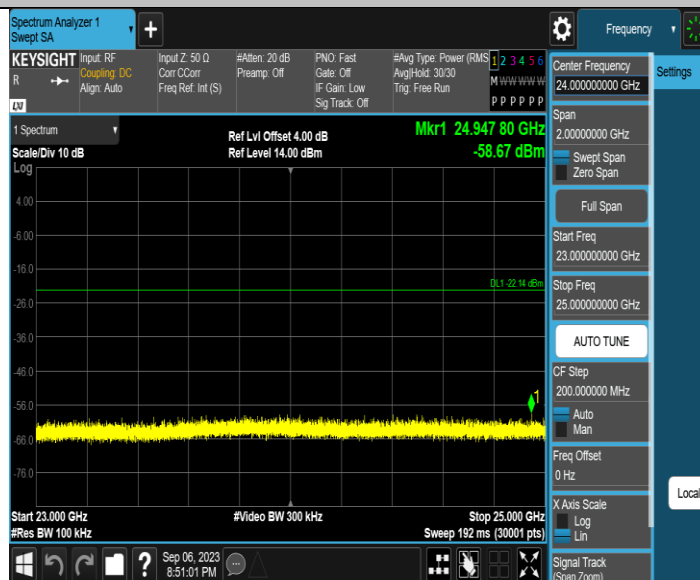 Spectrum Analyzer 1
Swept SA
+
Frequency
KEYSIGHT
R
LXI
Input: RF
Coupling: DC
Align: Auto
Input Z: 50 Ω
Corr CCorr
Freq Ref: Int (S)
#Atten: 20 dB
Preamp: Off
PNO: Fast
Gate: Off
IF Gain: Low
Sig Track: Off
#Avg Type: Power (RMS
Avg|Hold: 30/30
Trig: Free Run
1 2 3 4 5 6
M W W W W W
P P P P P P
1 Spectrum
Scale/Div 10 dB
Log
Ref Lvl Offset 4.00 dB
Ref Level 14.00 dBm
Mkr1 24.947 80 GHz
-58.67 dBm
4.00
-6.00
-16.0
-26.0
-36.0
-46.0
-56.0
-66.0
-76.0
DL1 -22.14 dBm
1
Start 23.000 GHz
#Res BW 100 kHz
#Video BW 300 kHz
Stop 25.000 GHz
Sweep 192 ms (30001 pts)
?
Sep 06, 2023
8:51:01 PM
Center Frequency
24.000000000 GHz
Settings
Span
2.00000000 GHz
Swept Span
Zero Span
Full Span
Start Freq
23.000000000 GHz
Stop Freq
25.000000000 GHz
AUTO TUNE
CF Step
200.000000 MHz
Auto
Man
Freq Offset
0 Hz
X Axis Scale
Log
Lin
Local
Signal Track
(Span Zoom)